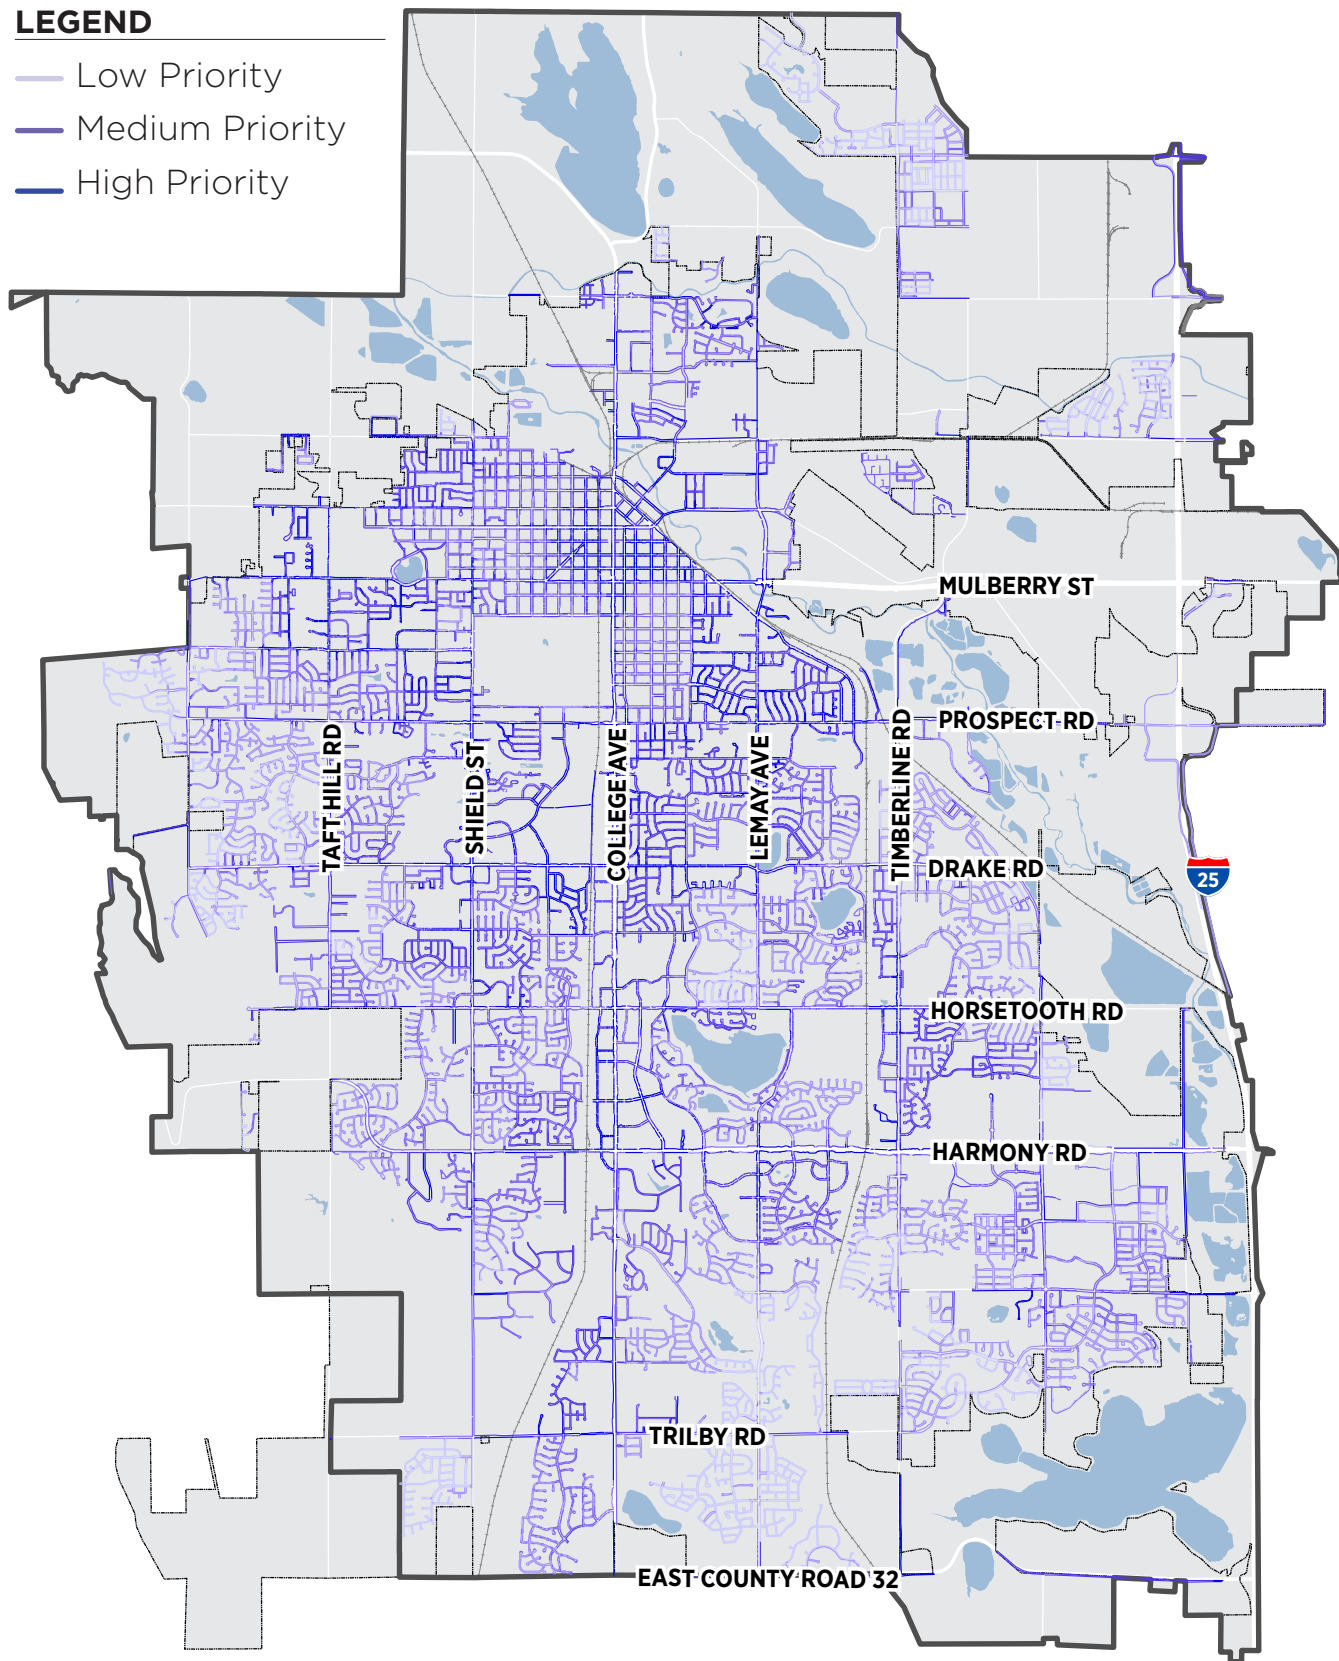 LEGEND
Low Priority
Medium Priority
High Priority
MULBERRY ST
PROSPECT RD
TAFT HILL RD
SHIELD ST
COLLEGE AVE
LEMAY AVE
TIMBERLINE RD
DRAKE RD
25
HORSETOOTH RD
HARMONY RD
TRILBY RD
EAST COUNTY ROAD 32